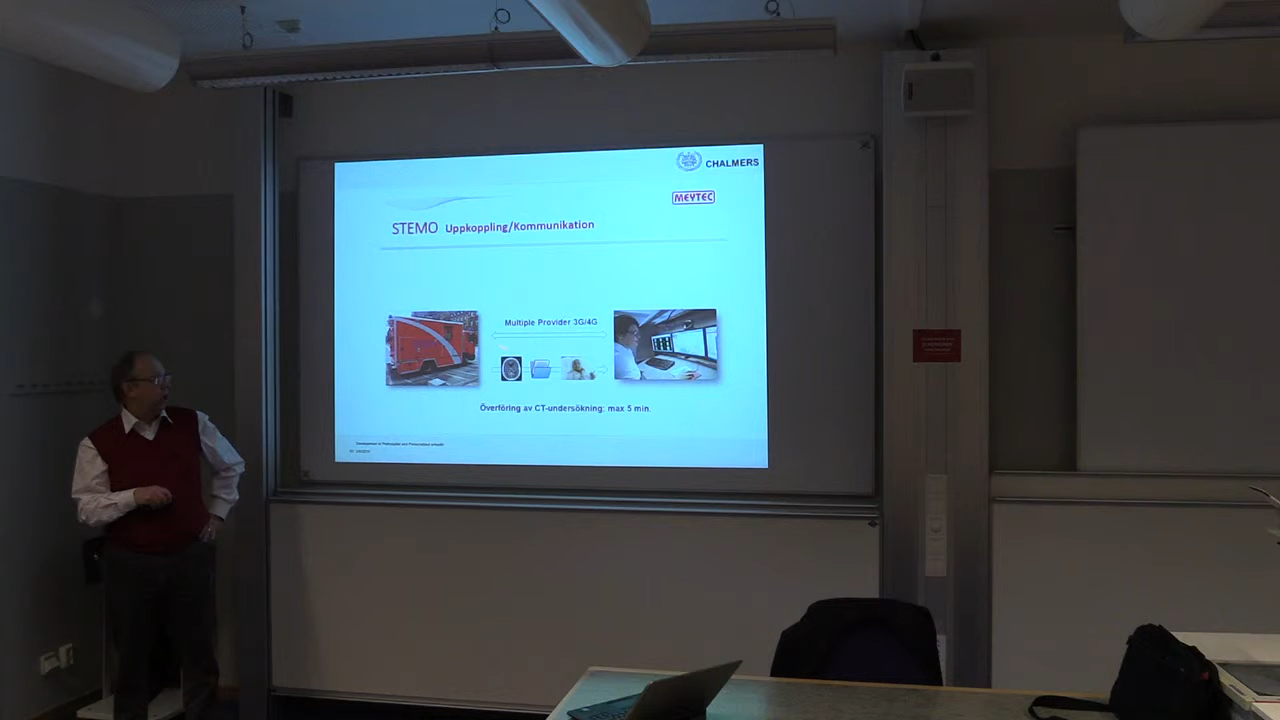 CHALMERS
MEYTEC
STEMO Uppkoppling/Kommunikation
Multiple Provider 3G/4G
Överföring av CT-undersökning: max 5 min.